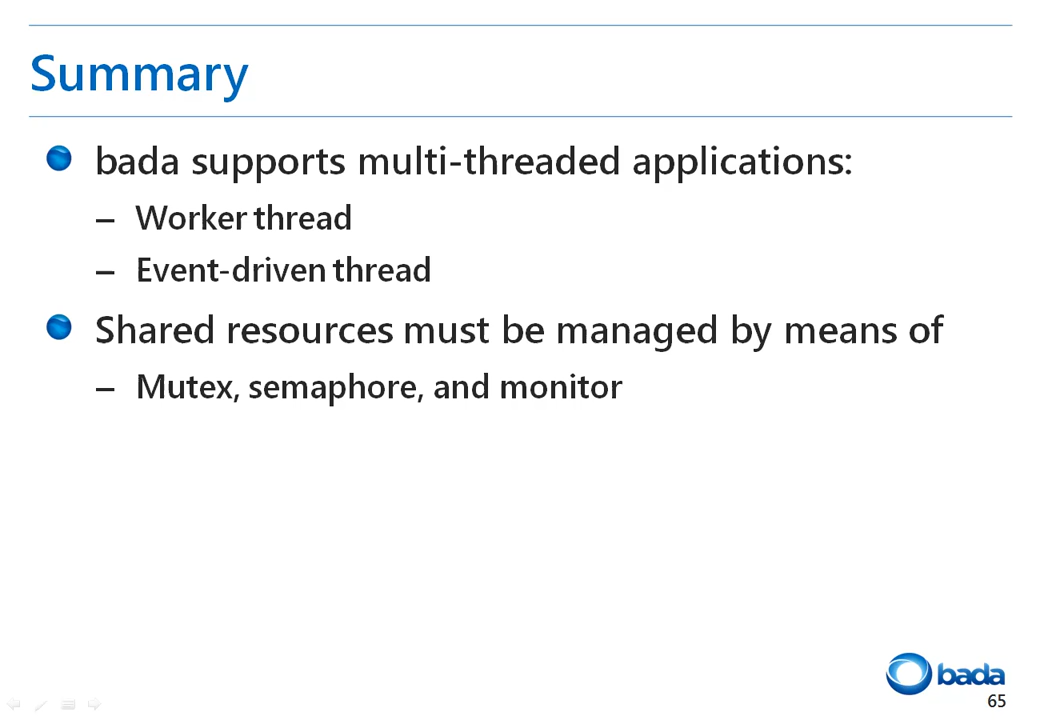 Summary
bada supports multi-threaded applications:
– Worker thread
– Event-driven thread
Shared resources must be managed by means of
– Mutex, semaphore, and monitor
bada
65